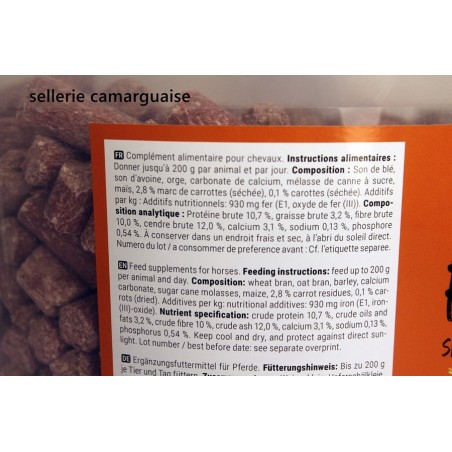 sellerie camarguaise
FR Complément alimentaire pour chevaux. Instructions alimentaires :
Donner jusqu'à 200 g par animal et par jour. Composition : Son de blé,
son d'avoine, orge, carbonate de calcium, mélasse de canne à sucre,
maïs, 2,8 % marc de carottes (séchée), 0,1 % carottes (séchée). Additifs
par kg : Additifs nutritionnels: 930 mg fer (E1, oxyde de fer (III)). Compo-
sition analytique : Protéine brute 10,7 %, graisse brute 3,2 %, fibre brute
10,0 %, cendre brute 12,0 %, calcium 3,1 %, sodium 0,13 %, phosphore
0,54 %. À conserver dans un endroit frais et sec, à l'abri du soleil direct.
Numero du lot / a consommer de preference avant : Cf. l'etiquette separee.
EN Feed supplements for horses. Feeding instructions: feed up to 200 g
per animal and day. Composition: wheat bran, oat bran, barley, calcium
carbonate, sugar cane molasses, maize, 2,8 % carrot residues, 0,1 % car-
rots (dried). Additives per kg nutritional additives: 930 mg iron (E1, iron-
(III)-oxide). Nutrient specification: crude protein 10,7 %, crude oils and
fats 3,2 %, crude fibre 10 %, crude ash 12,0 %, calcium 3,1 %, sodium 0,13 %,
phosphorus 0,54 %. Keep cool and dry, and protect against direct sun-
light. Lot number / best before date: see separate overprint.
DE Ergänzungsfuttermittel für Pferde. Fütterungshinweis: Bis zu 200 g
je Tier und Tag füttern.